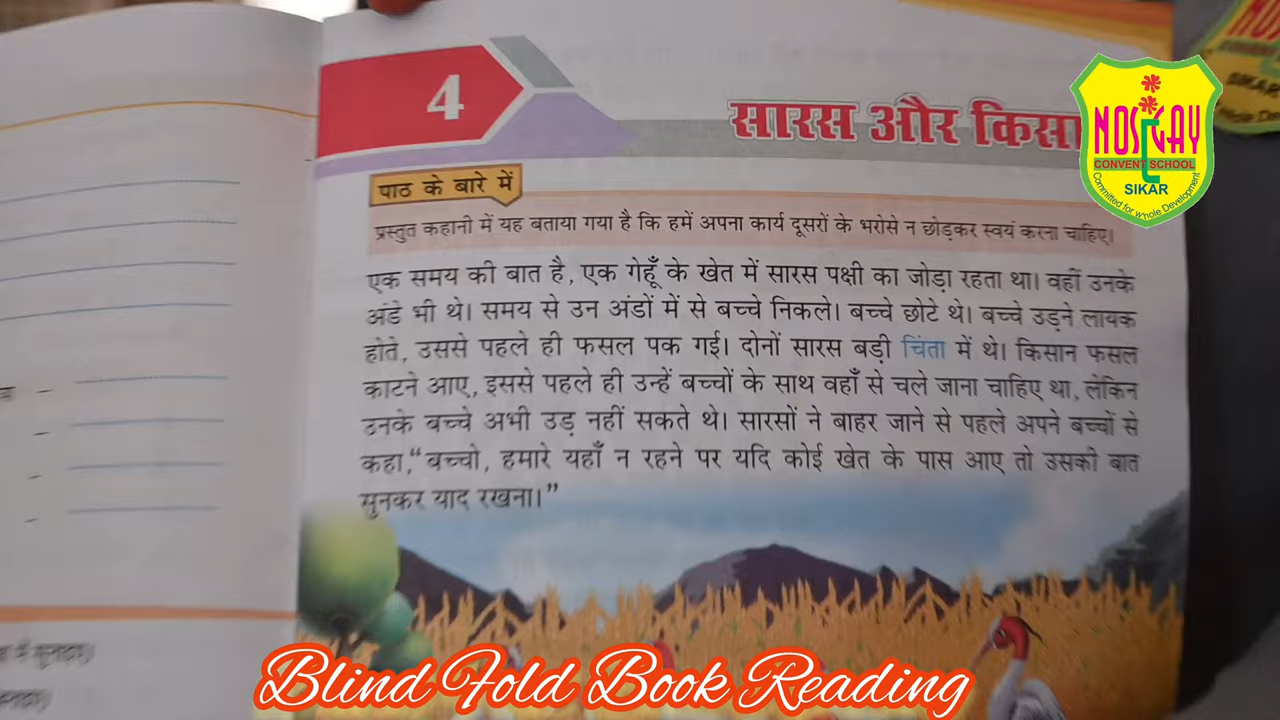 4
सारस और किसा
पाठ के बारे में
प्रस्तुत कहानी में यह बताया गया है कि हमें अपना कार्य दूसरों के भरोसे न छोड़कर स्वयं करना चाहिए।
एक समय की बात है, एक गेहूँ के खेत में सारस पक्षी का जोड़ा रहता था। वहीं उनके
अंडे भी थे। समय से उन अंडों में से बच्चे निकले। बच्चे छोटे थे। बच्चे उड़ने लायक
होते, उससे पहले ही फसल पक गई। दोनों सारस बड़ी चिंता में थे। किसान फसल
काटने आए, इससे पहले ही उन्हें बच्चों के साथ वहाँ से चले जाना चाहिए था, लेकिन
उनके बच्चे अभी उड़ नहीं सकते थे। सारसों ने बाहर जाने से पहले अपने बच्चों से
कहा,“बच्चो, हमारे यहाँ न रहने पर यदि कोई खेत के पास आए तो उसकी बात
सुनकर याद रखना।”
NOSEGAY
CONVENT SCHOOL
SIKAR
Committed for Whole Development
Blind Fold Book Reading